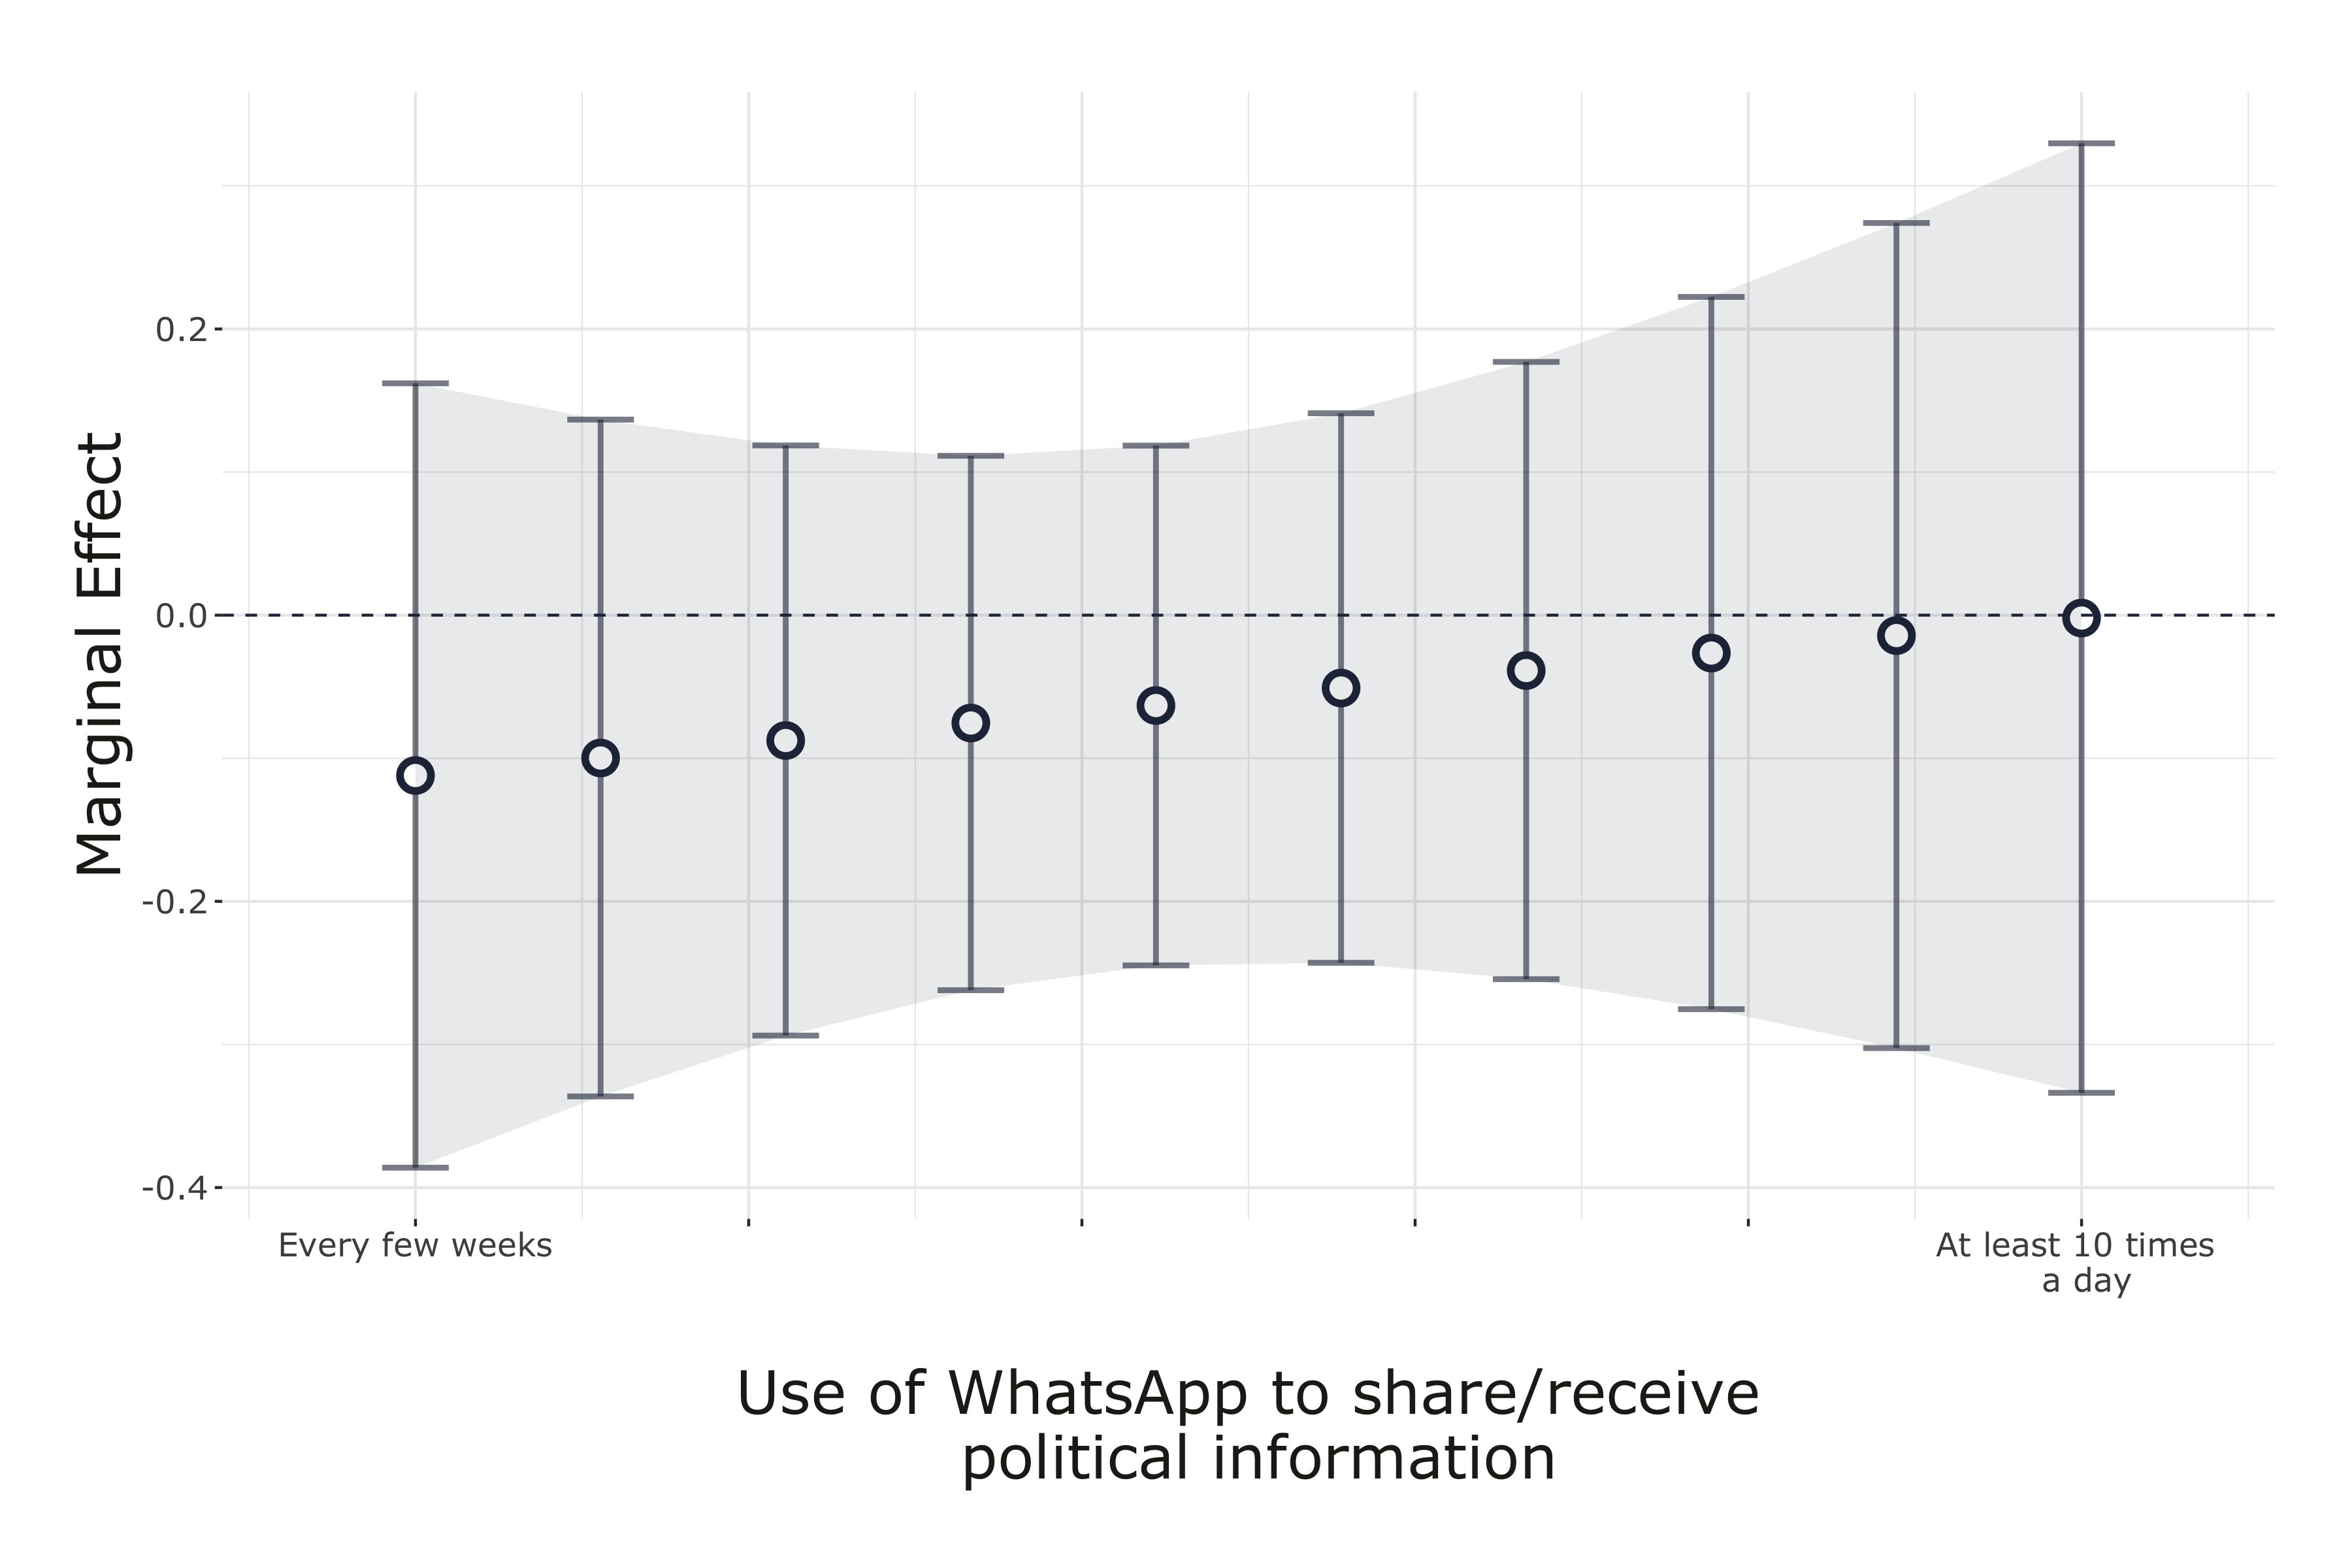 Marginal Effect
0.2
0.0
-0.2
-0.4
Every few weeks
At least 10 times
a day
Use of WhatsApp to share/receive
political information